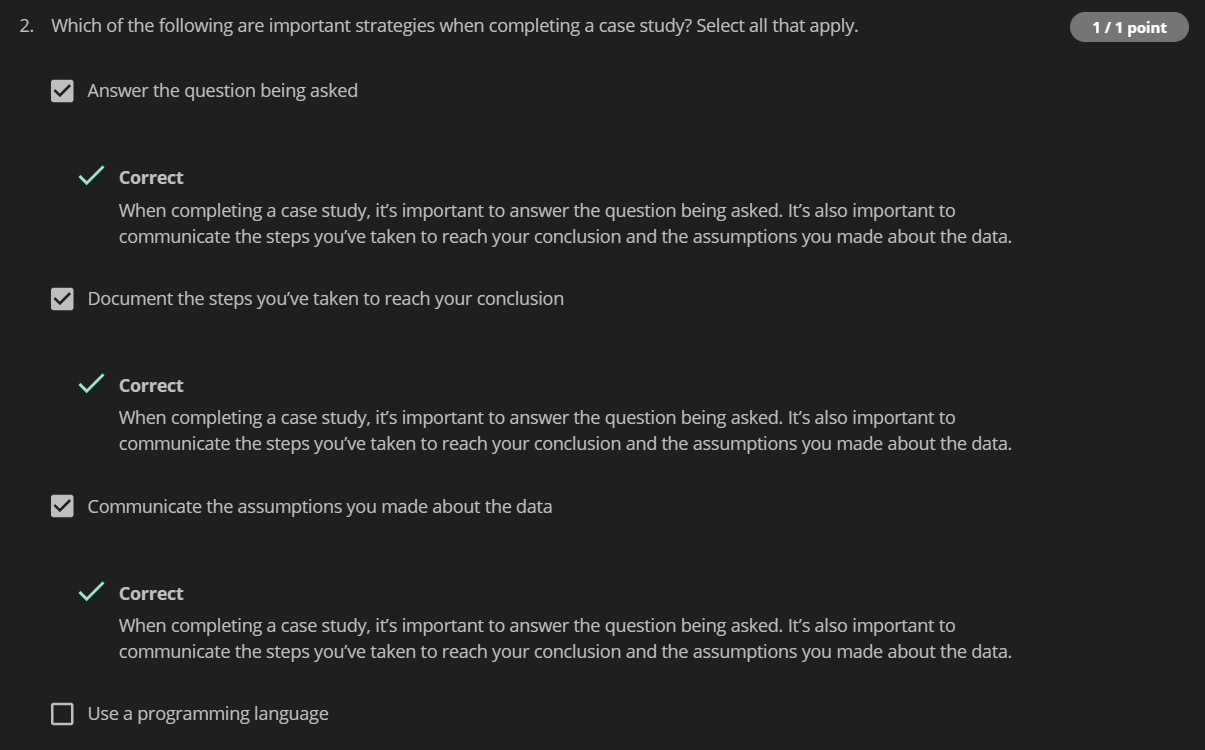 2. Which of the following are important strategies when completing a case study? Select all that apply.
1 / 1 point
Answer the question being asked
Correct
When completing a case study, it’s important to answer the question being asked. It’s also important to
communicate the steps you’ve taken to reach your conclusion and the assumptions you made about the data.
Document the steps you’ve taken to reach your conclusion
Correct
When completing a case study, it’s important to answer the question being asked. It’s also important to
communicate the steps you’ve taken to reach your conclusion and the assumptions you made about the data.
Communicate the assumptions you made about the data
Correct
When completing a case study, it’s important to answer the question being asked. It’s also important to
communicate the steps you’ve taken to reach your conclusion and the assumptions you made about the data.
Use a programming language